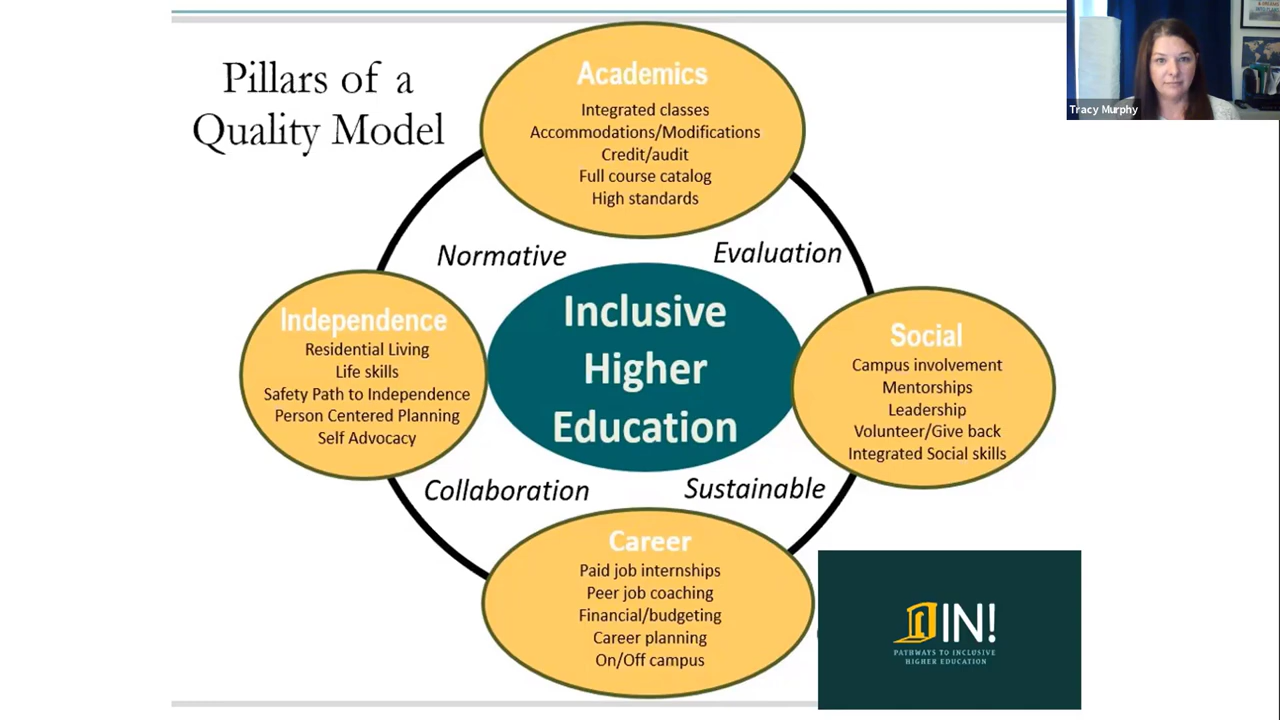 Pillars of a
Quality Model
Academics
Integrated classes
Accommodations/Modifications
Credit/audit
Full course catalog
High standards
Normative
Evaluation
Independence
Residential Living
Life skills
Safety Path to Independence
Person Centered Planning
Self Advocacy
Inclusive
Higher
Education
Social
Campus involvement
Mentorships
Leadership
Volunteer/Give back
Integrated Social skills
Collaboration
Sustainable
Career
Paid job internships
Peer job coaching
Financial/budgeting
Career planning
On/Off campus
IN!
PATHWAYS TO INCLUSIVE
HIGHER EDUCATION
Tracy Murphy